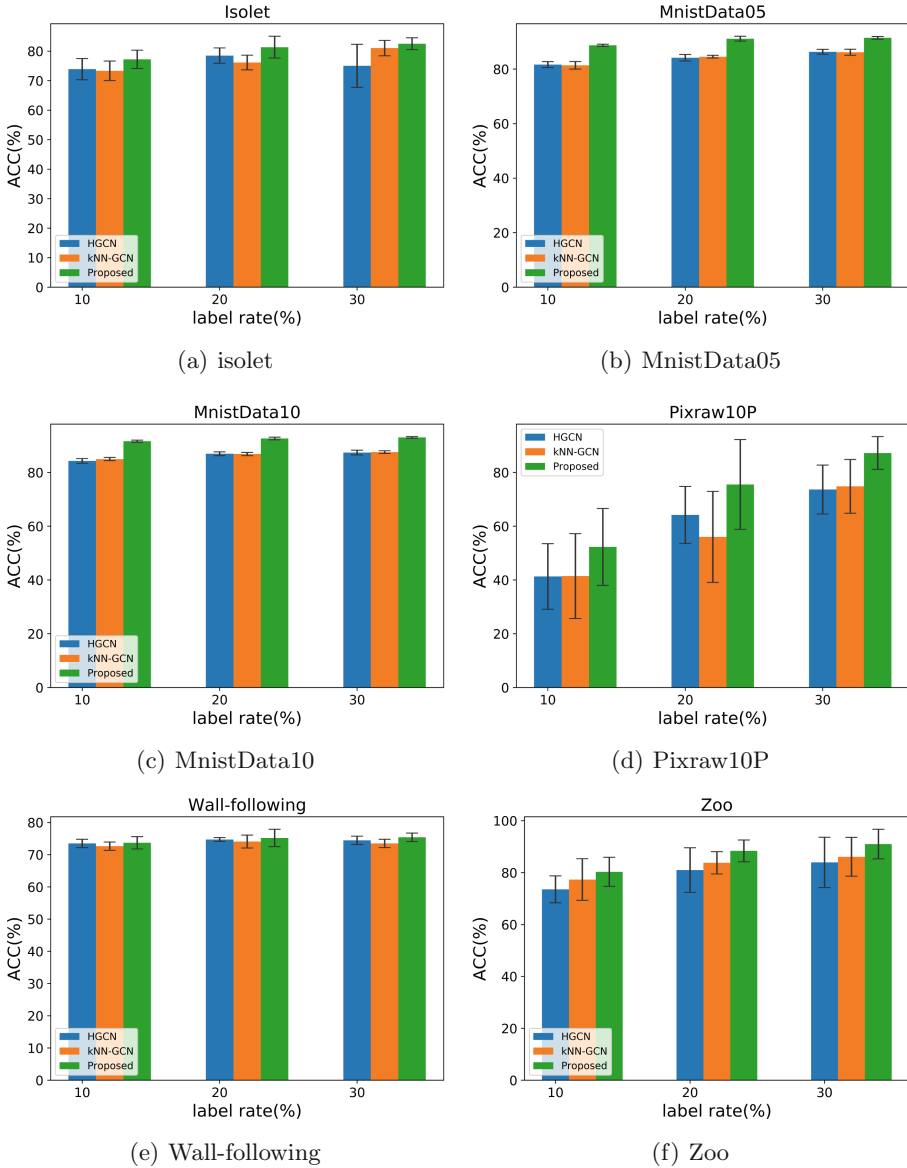 Isolet
ACC(%)
80
70
60
50
40
30
20
10
0
HGCN
kNN-GCN
Proposed
10 20 30
label rate(%)
(a) isolet
MnistData05
ACC(%)
80
60
40
20
0
HGCN
kNN-GCN
Proposed
10 20 30
label rate(%)
(b) MnistData05
MnistData10
ACC(%)
80
60
40
20
0
HGCN
kNN-GCN
Proposed
10 20 30
label rate(%)
(c) MnistData10
Pixraw10P
HGCN
kNN-GCN
Proposed
ACC(%)
80
60
40
20
0
10 20 30
label rate(%)
(d) Pixraw10P
Wall-following
ACC(%)
80
70
60
50
40
30
20
10
0
HGCN
kNN-GCN
Proposed
10 20 30
label rate(%)
(e) Wall-following
Zoo
ACC(%)
100
80
60
40
20
0
HGCN
kNN-GCN
Proposed
10 20 30
label rate(%)
(f) Zoo